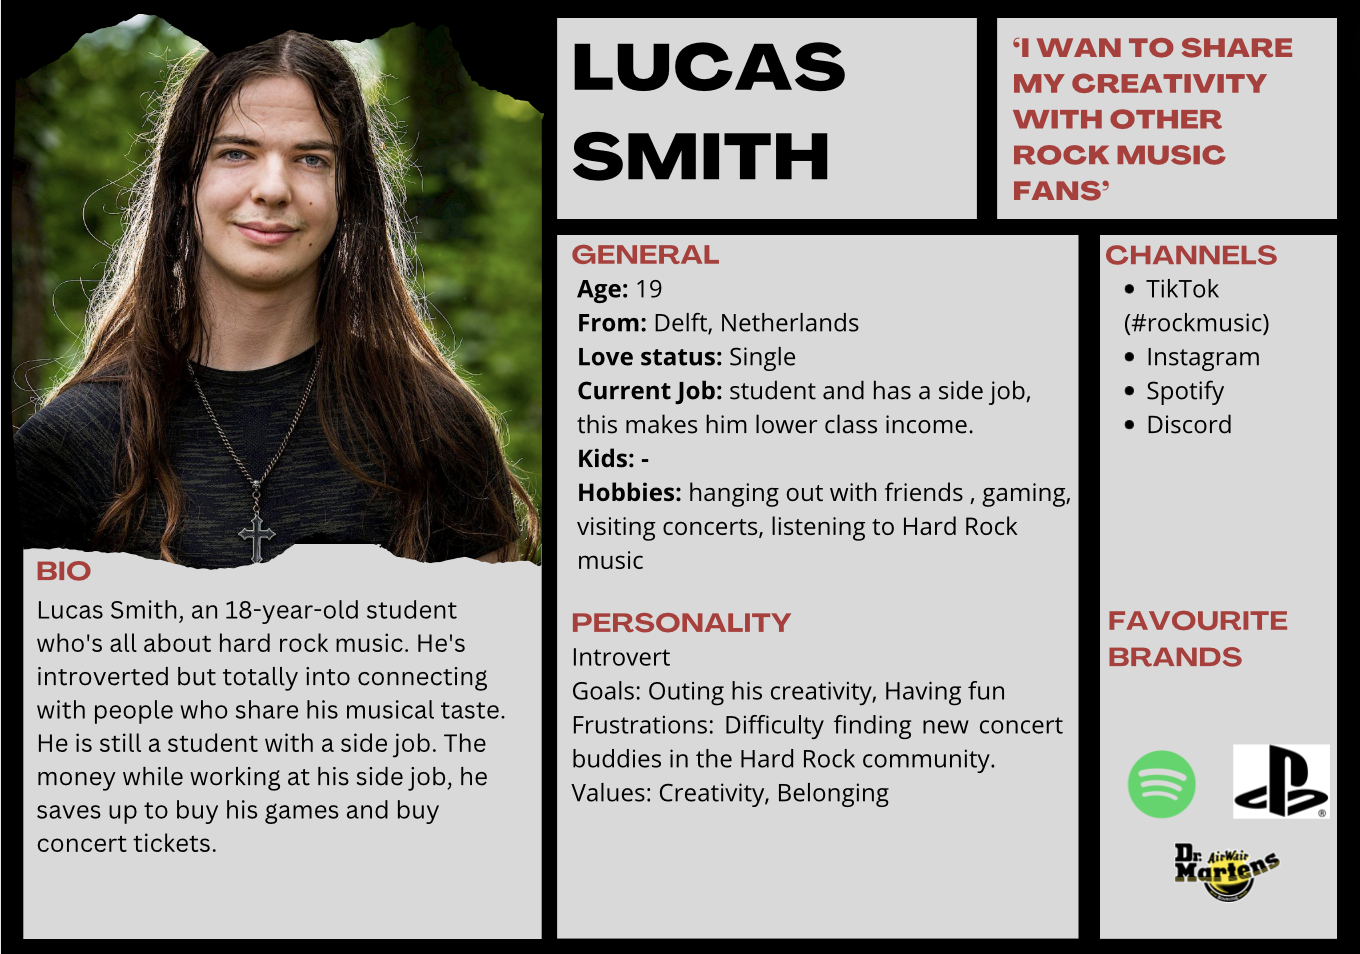 LUCAS
SMITH
‘I WAN TO SHARE
MY CREATIVITY
WITH OTHER
ROCK MUSIC
FANS’
BIO
Lucas Smith, an 18-year-old student
who's all about hard rock music. He's
introverted but totally into connecting
with people who share his musical taste.
He is still a student with a side job. The
money while working at his side job, he
saves up to buy his games and buy
concert tickets.
GENERAL
Age: 19
From: Delft, Netherlands
Love status: Single
Current Job: student and has a side job,
this makes him lower class income.
Kids: -
Hobbies: hanging out with friends , gaming,
visiting concerts, listening to Hard Rock
music
PERSONALITY
Introvert
Goals: Outing his creativity, Having fun
Frustrations: Difficulty finding new concert
buddies in the Hard Rock community.
Values: Creativity, Belonging
CHANNELS
• TikTok
(#rockmusic)
• Instagram
• Spotify
• Discord
FAVOURITE
BRANDS
®
Dr. AirWair
Martens